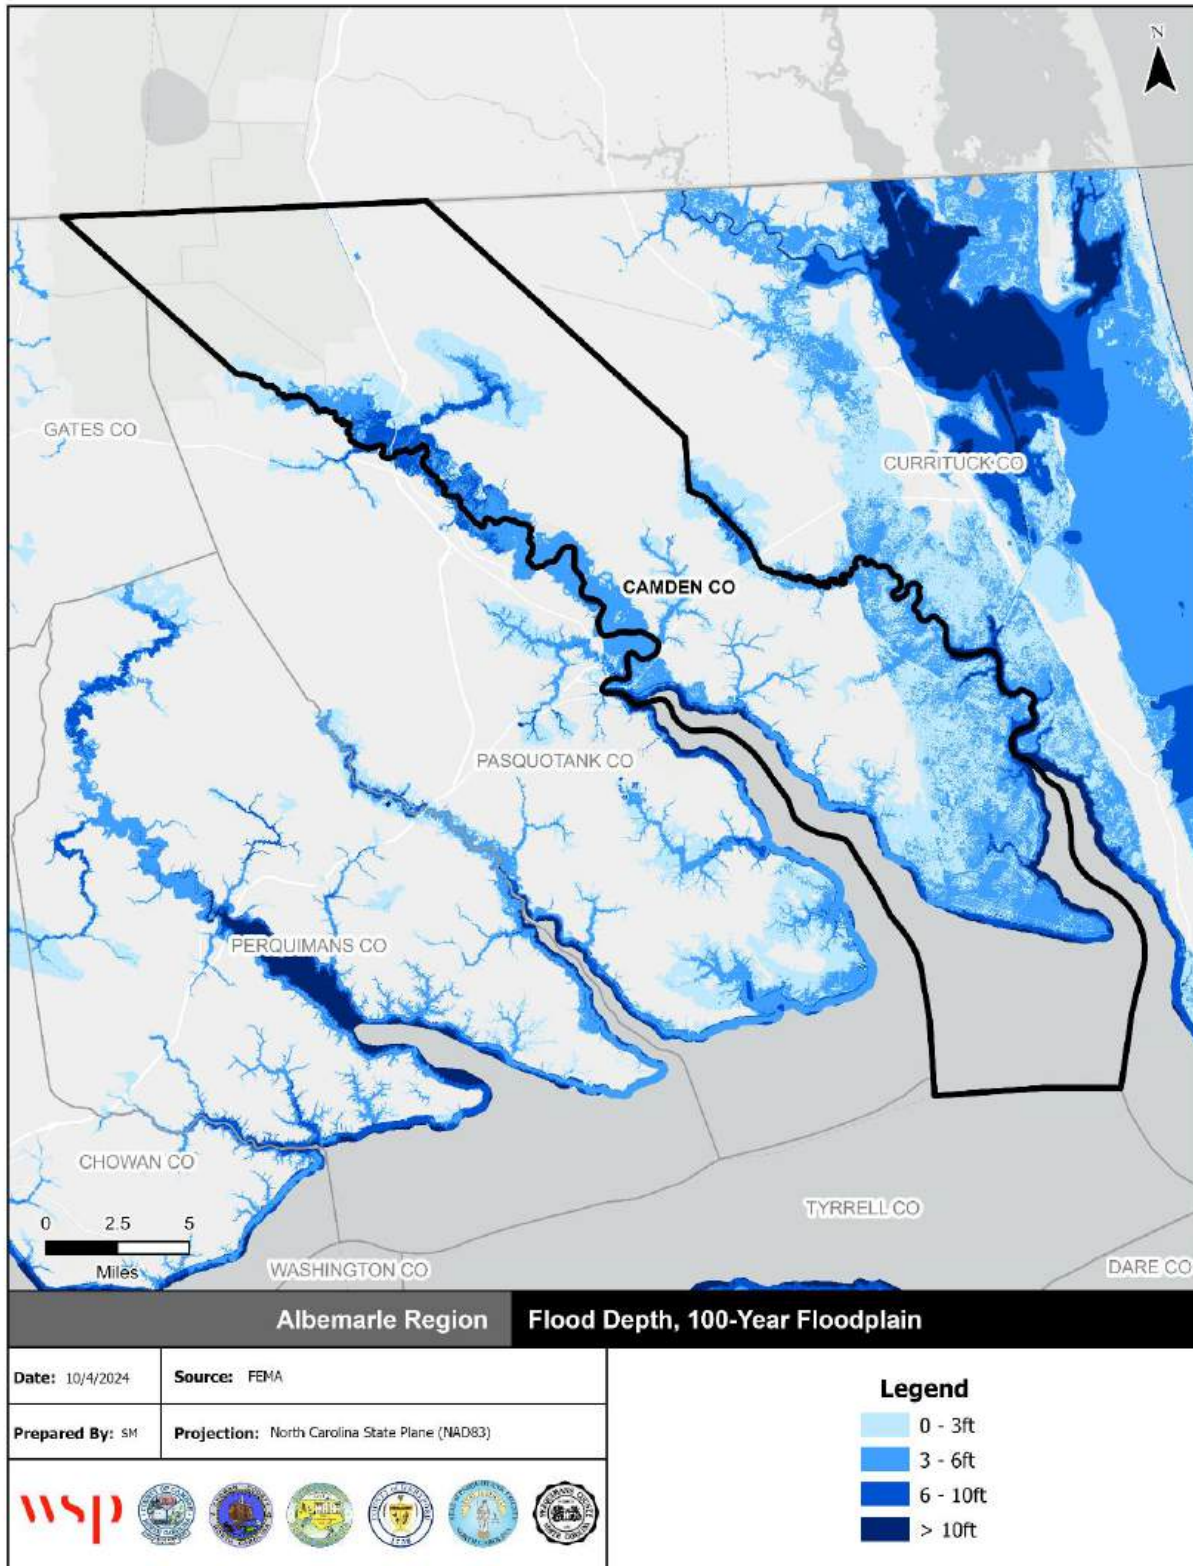 N
GATES CO
CURRITUCK CO
CAMDEN CO
PASQUOTANK CO
PERQUIMANS CO
CHOWAN CO
TYRRELL CO
0 2.5 5
Miles
WASHINGTON CO
DARE CO
Albemarle Region Flood Depth, 100-Year Floodplain
Date: 10/4/2024 Source: FEMA
Prepared By: SM Projection: North Carolina State Plane (NAD83)
Legend
0 - 3ft
3 - 6ft
6 - 10ft
> 10ft
wsp